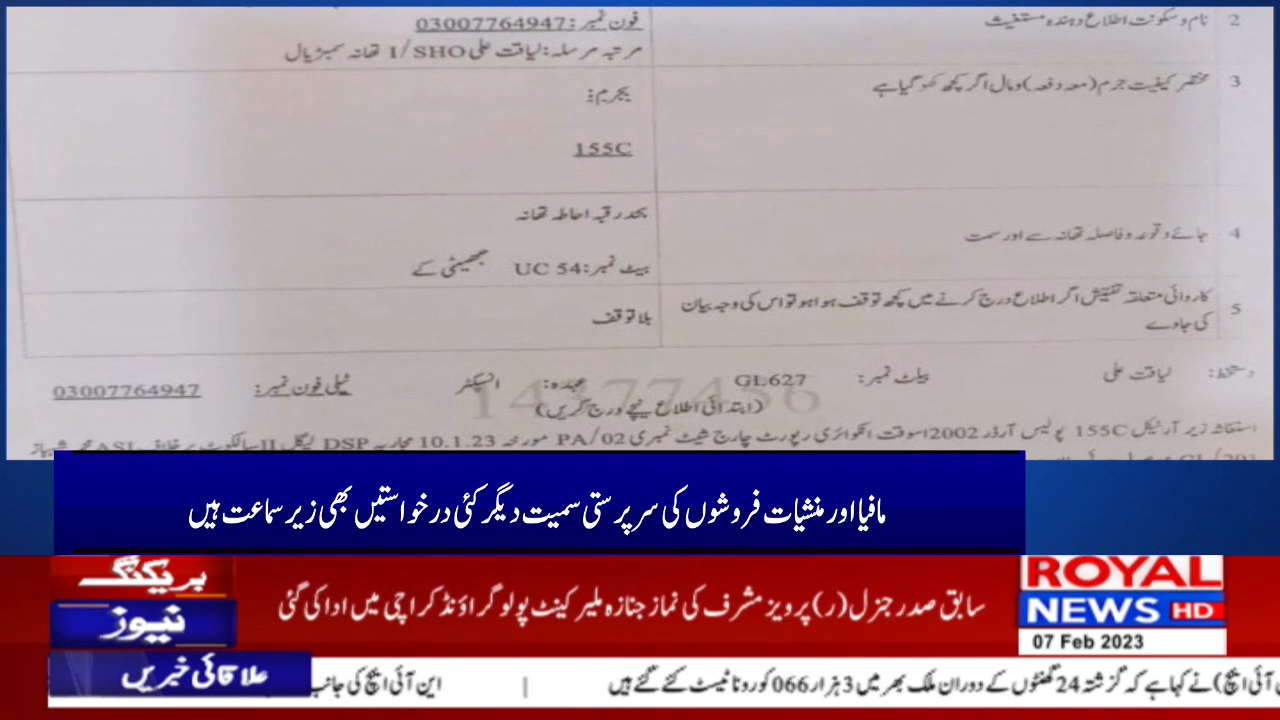 2 نام و سکونت اطلاع دہندہ مستغیث
فون نمبر: 03007764947
مرتبہ مرسلہ: لیاقت علی I/SHO تھانہ سمبڑیال
3 مختصر کیفیت جرم (معہ دفعہ) و مال اگر کچھ کھو گیا ہے
بجرم:
155C
4 جائے وقوعہ و فاصلہ تھانہ سے اور سمت
بحدرقبہ احاطہ تھانہ
بیٹ نمبر: UC 54
5 کاروائی متعلقہ تفتیش اگر اطلاع درج کرنے میں کچھ توقف ہوا ہو تو اس کی وجہ بیان
کی جاوے
بلا توقف
دستخط: لیاقت علی بیلٹ نمبر: GL627 عہدہ: انسپکٹر ٹیلی فون نمبر: 03007764947
(ابتدائی اطلاع نیچے درج کریں)
استغاثہ زیر آرٹیکل 155C پولیس آرڈر 2002 اسوقت انکوائری رپورٹ چارج شیٹ نمبری 02/PA مورخہ 10.1.23 مجاریہ DSP لیگل II سیالکوٹ برخلاف ASI
مافیا اور منشیات فروشوں کی سرپرستی سمیت دیگر کئی درخواستیں بھی زیر سماعت ہیں
بریکنگ
نیوز
سابق صدر جنرل (ر) پرویز مشرف کی نماز جنازہ ملیر کینٹ پولو گراؤنڈ کراچی میں ادا کی گئی
ROYAL
NEWS HD
07 Feb 2023
علاقائی خبریں
آئی ایچ) نے کہا ہے کہ گزشتہ 24 گھنٹوں کے دوران ملک بھر میں 3 ہزار 066 کورونا ٹیسٹ کئے گئے ہیں | این آئی ایچ کی جانب